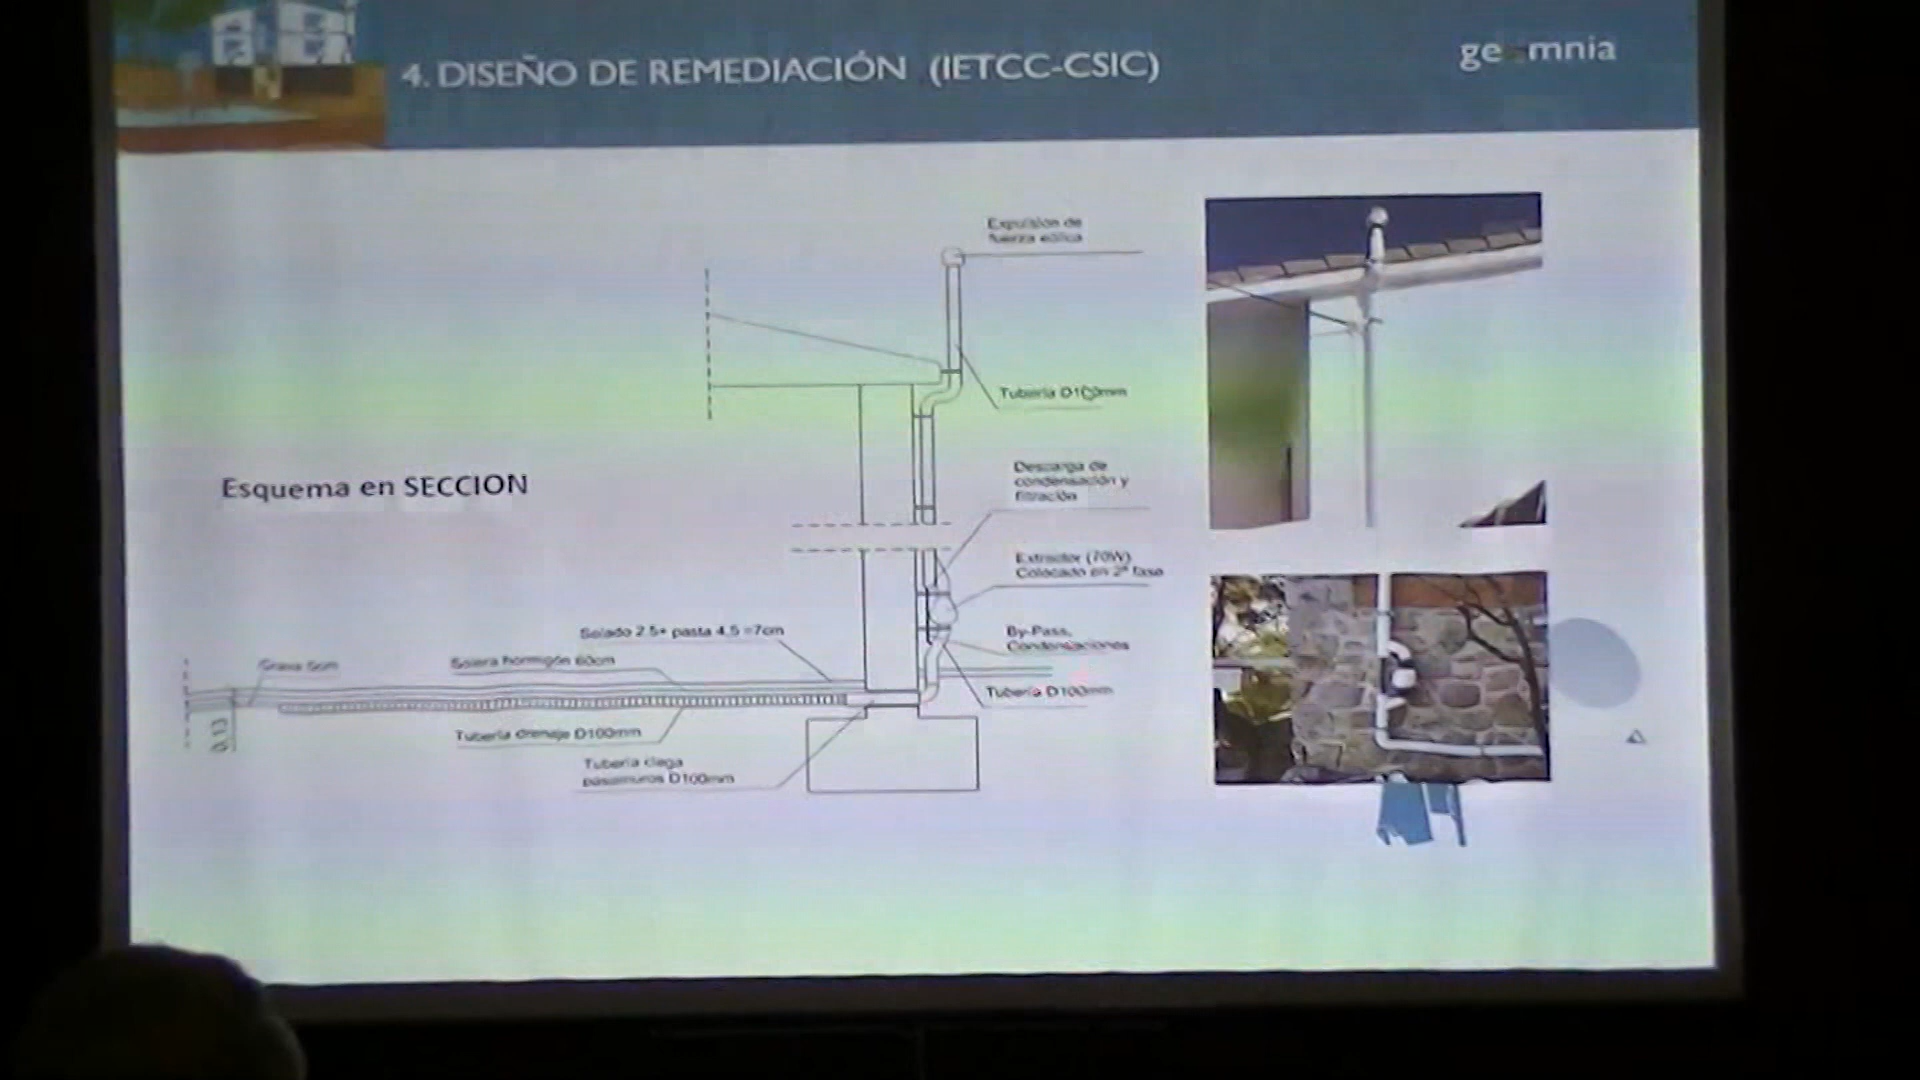 4. DISEÑO DE REMEDIACIÓN (IETCC-CSIC)
ge mnia
Expulsión de
fuerza eólica
Tubería D100mm
Esquema en SECCION
Descarga de
condensación y
filtración
Extractor (70W)
Colocado en 2ª fase
Solado 2.5+ pasta 4.5 =7cm
By-Pass,
Condensaciones
Solera hormigón 60cm
Tubería D100mm
0.13
Tubería drenaje D100mm
Tubería ciega
pasamuros D100mm